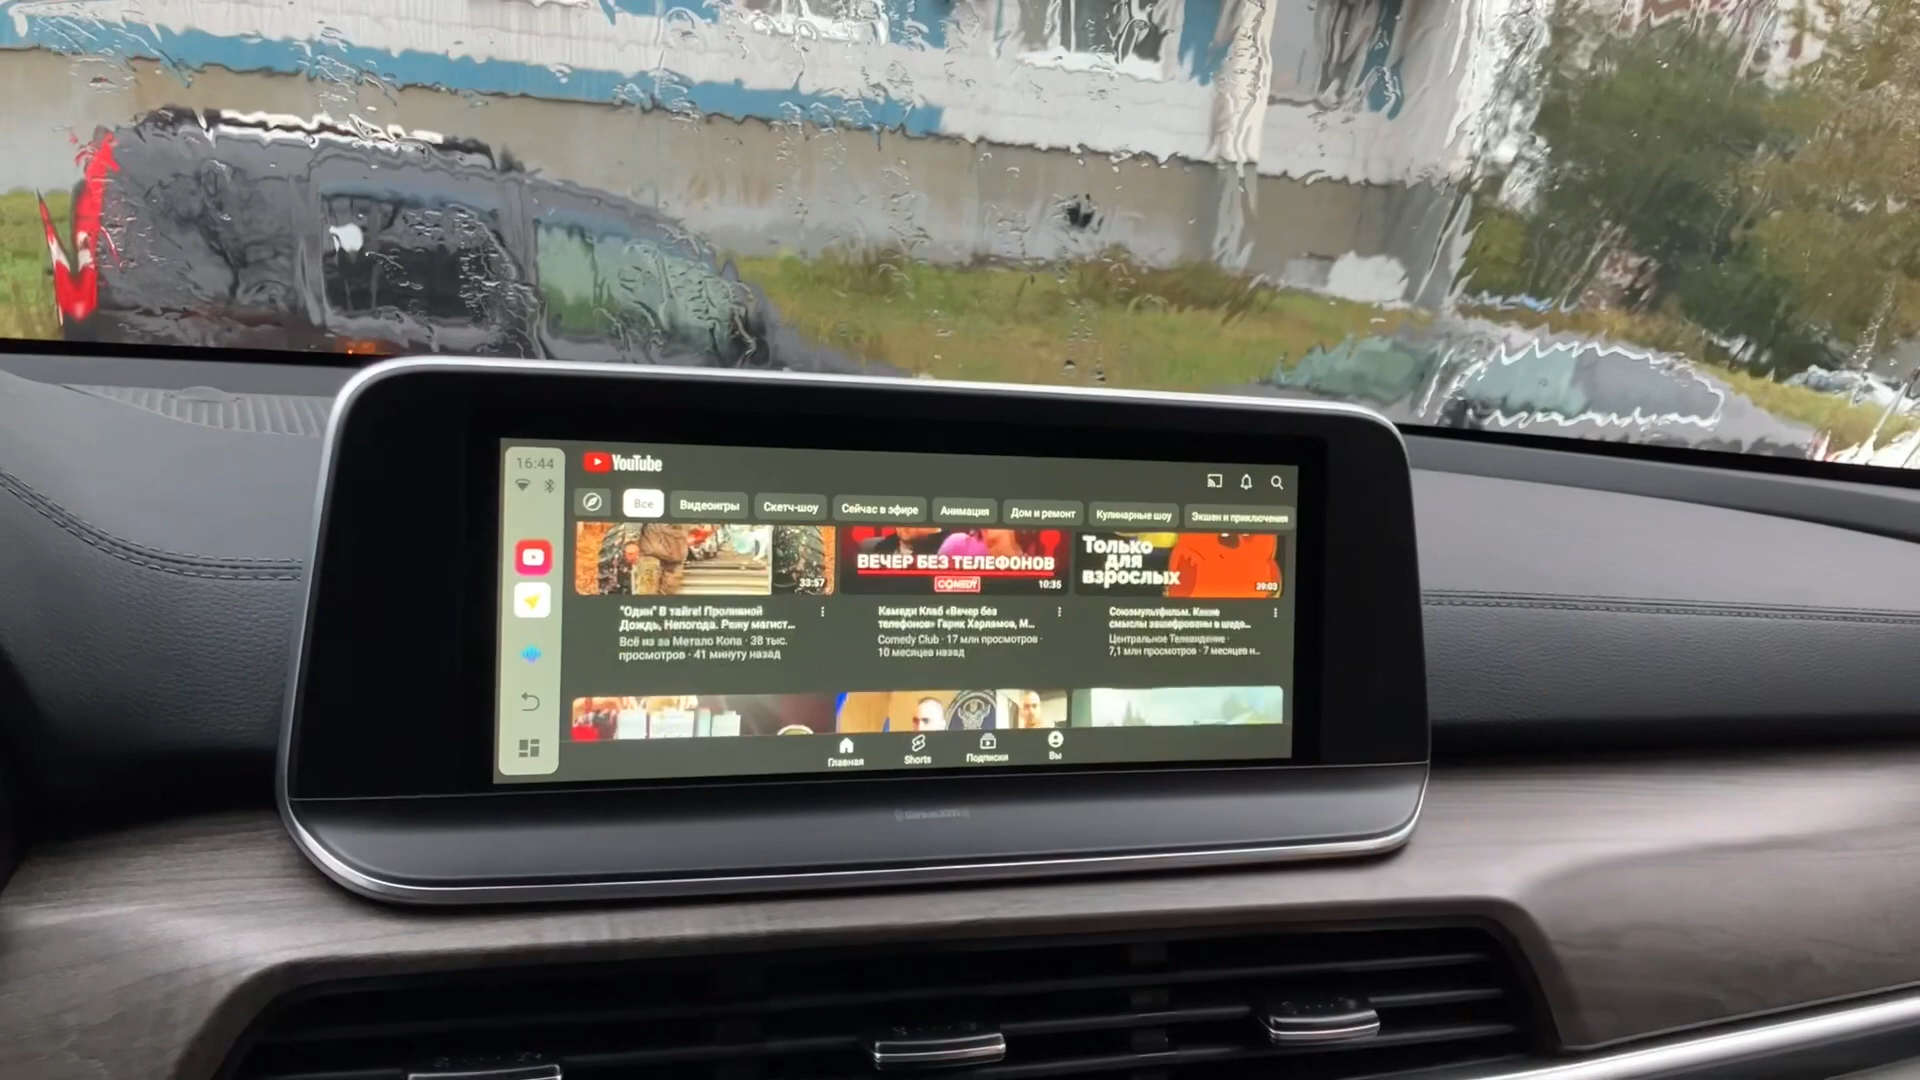 16:44
YouTube
Все
Видеоигры
Скетч-шоу
Сейчас в эфире
Анимация
Дом и ремонт
Кулинарные шоу
Экшен и приключения
33:57
ВЕЧЕР БЕЗ ТЕЛЕФОНОВ
COMEDY
10:35
Только
для
взрослых
39:03
"Один" В тайге! Проливной
Дождь, Непогода. Режу магист...
Всё из за Метало Копа · 38 тыс.
просмотров · 41 минуту назад
Камеди Клаб «Вечер без
телефонов» Гарик Харламов, М...
Comedy Club · 17 млн просмотров ·
10 месяцев назад
Союзмультфильм. Какие
смыслы зашифрованы в шеде...
Центральное Телевидение ·
7,1 млн просмотров · 7 месяцев н...
Главная
Shorts
Подписки
Вы